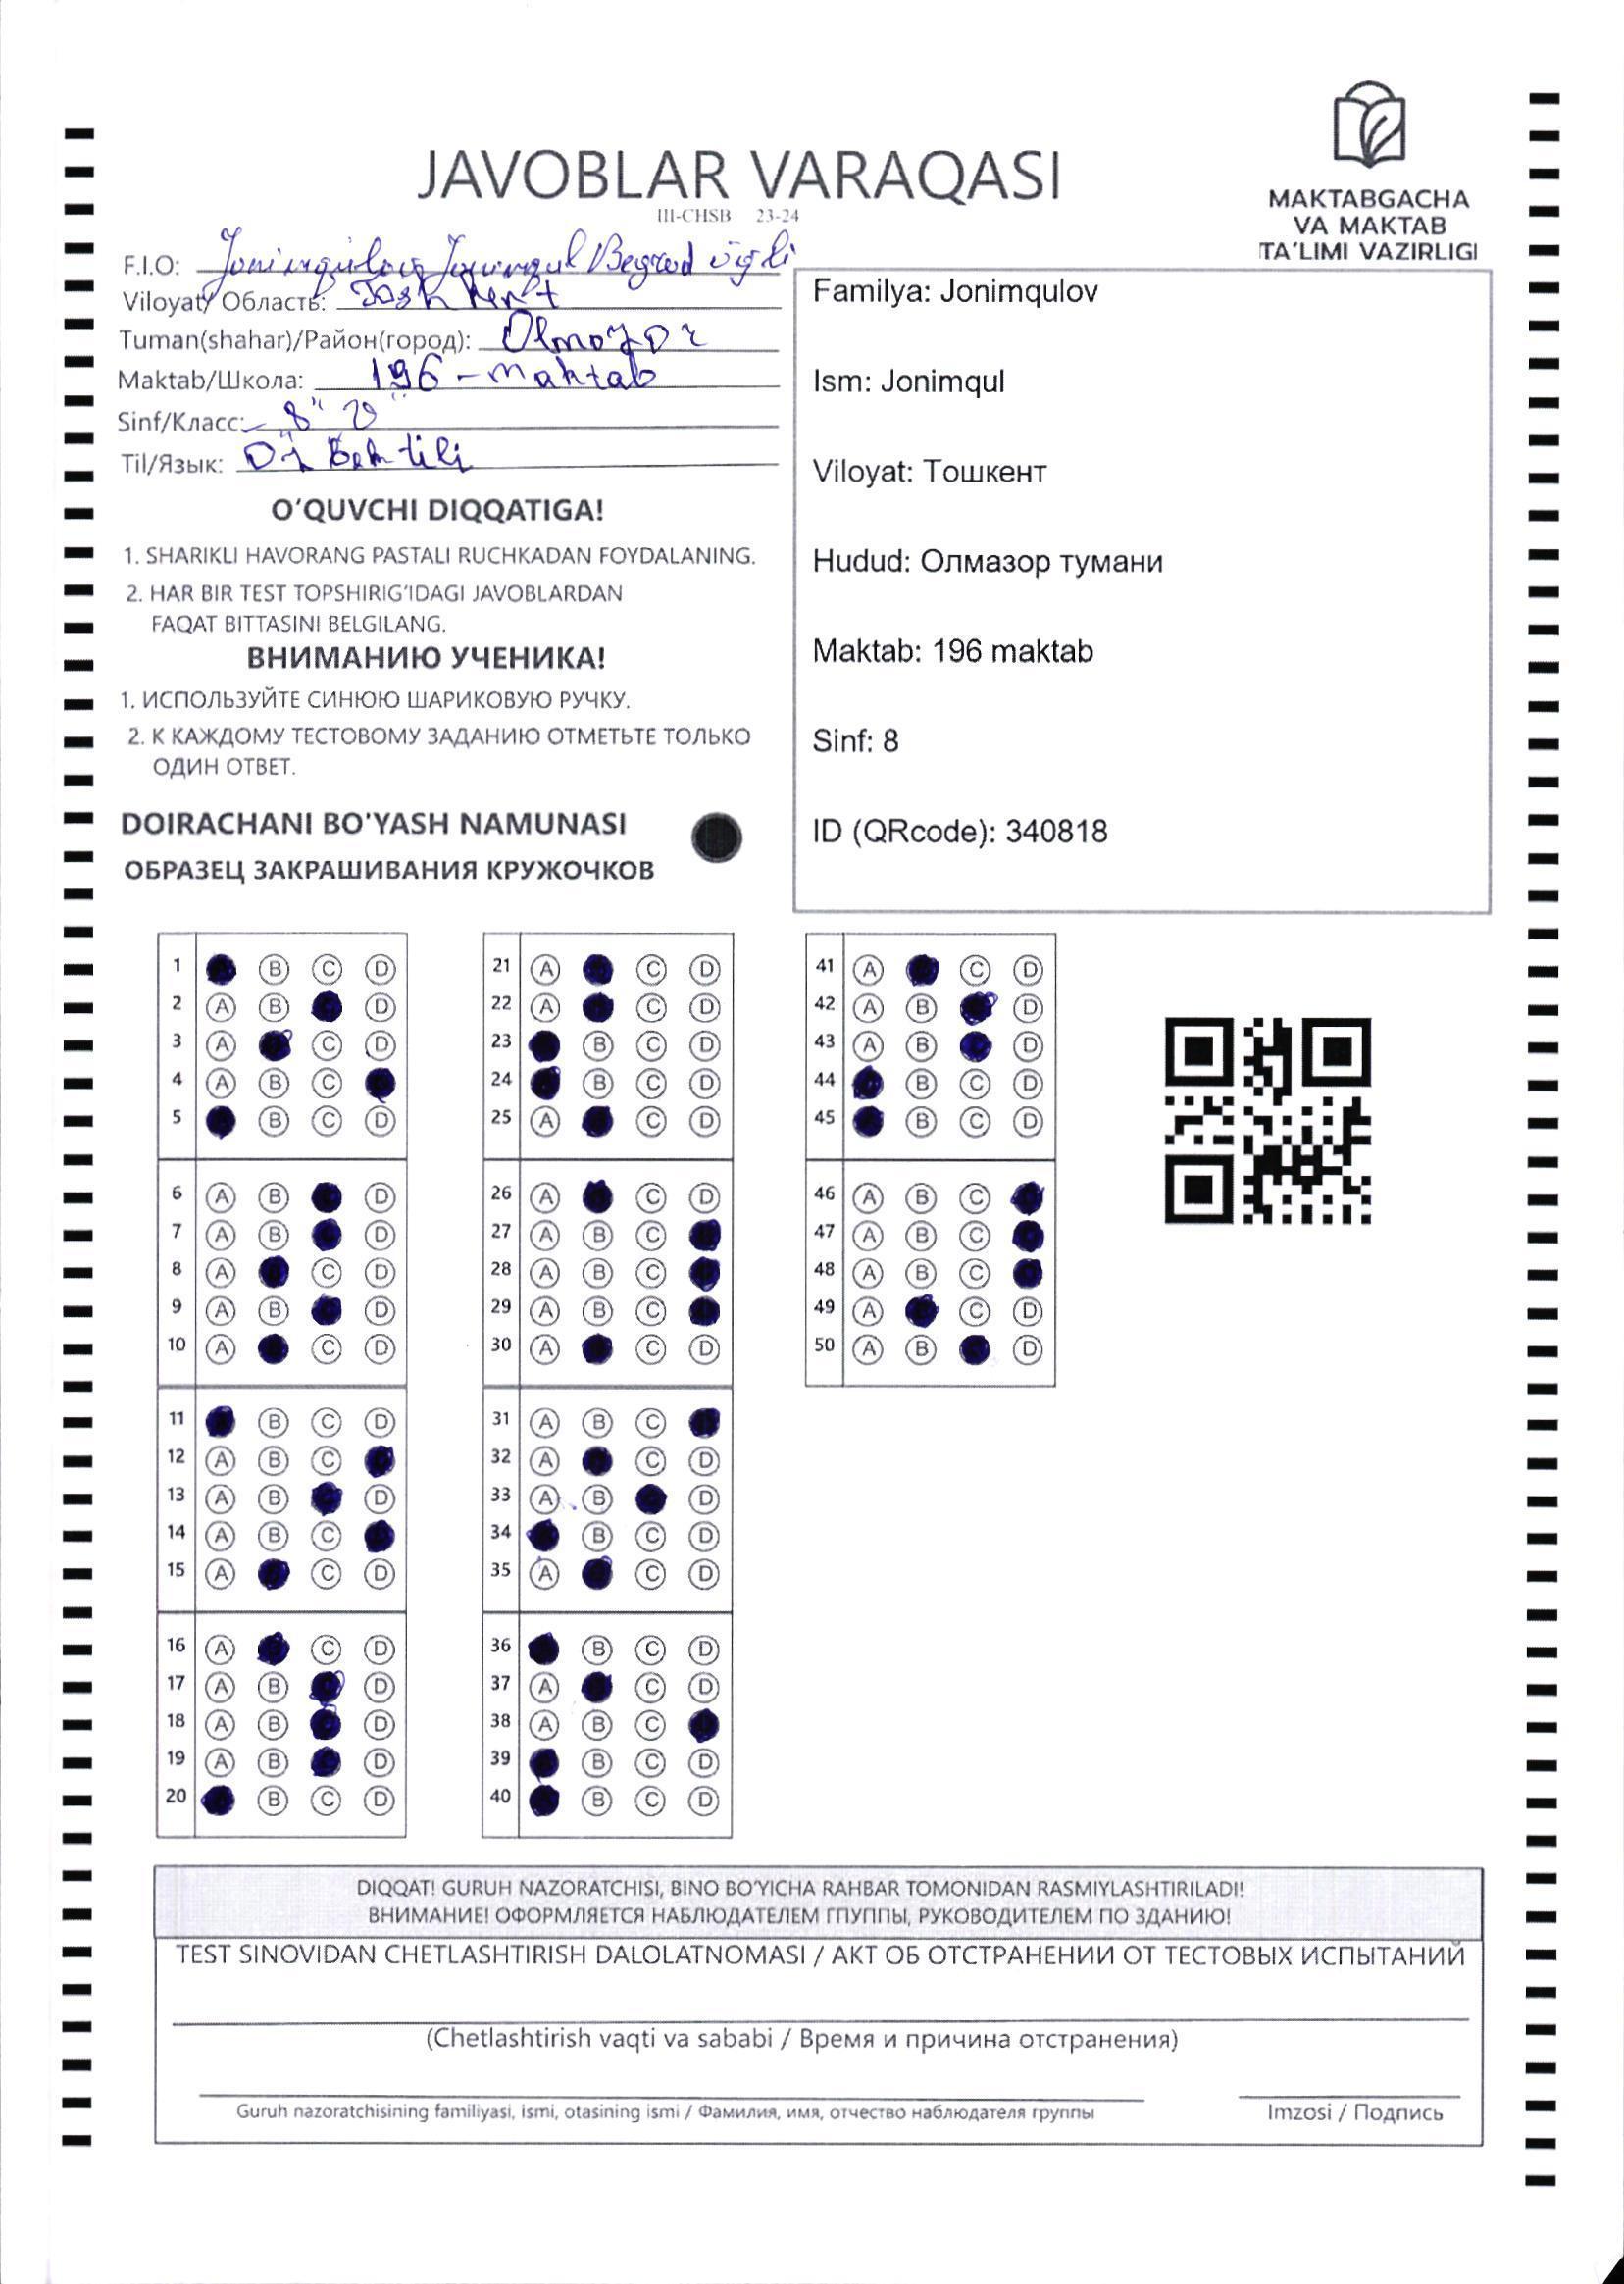 JAVOBLAR VARAQASI
III-CHSB 23-24
MAKTABGACHA
VA MAKTAB
TA'LIMI VAZIRLIGI
F.I.O: Jonimqulov Jonimqul Begzod o'g'li
Viloyat/ Область: Toshkent
Tuman(shahar)/Район(город): Olmozor
Maktab/Школа: 196-maktab
Sinf/Класс: 8"
Til/Язык: tili
O'QUVCHI DIQQATIGA!
1. SHARIKLI HAVORANG PASTALI RUCHKADAN FOYDALANING.
2. HAR BIR TEST TOPSHIRIG'IDAGI JAVOBLARDAN
FAQAT BITTASINI BELGILANG.
ВНИМАНИЮ УЧЕНИКА!
1. ИСПОЛЬЗУЙТЕ СИНЮЮ ШАРИКОВУЮ РУЧКУ.
2. К КАЖДОМУ ТЕСТОВОМУ ЗАДАНИЮ ОТМЕТЬТЕ ТОЛЬКО
ОДИН ОТВЕТ.
DOIRACHANI BO'YASH NAMUNASI
ОБРАЗЕЦ ЗАКРАШИВАНИЯ КРУЖОЧКОВ
Familya: Jonimqulov
Ism: Jonimqul
Viloyat: Тошкент
Hudud: Олмазор тумани
Maktab: 196 maktab
Sinf: 8
ID (QRcode): 340818
1 B C D
2 A B D
3 A C D
4 A B C
5 B C D
6 A B D
7 A B D
8 A C D
9 A B D
10 A C D
11 B C D
12 A B C
13 A B D
14 A B C
15 A C D
16 A C D
17 A B D
18 A B D
19 A B D
20 B C D
21 A C D
22 A C D
23 B C D
24 B C D
25 A C D
26 A C D
27 A B C
28 A B C
29 A B C
30 A C D
31 A B C
32 A C D
33 A B D
34 B C D
35 A C D
36 B C D
37 A C D
38 A B C
39 B C D
40 B C D
41 A C D
42 A B D
43 A B D
44 B C D
45 B C D
46 A B C
47 A B C
48 A B C
49 A C D
50 A B D
DIQQAT! GURUH NAZORATCHISI, BINO BO'YICHA RAHBAR TOMONIDAN RASMIYLASHTIRILADI!
ВНИМАНИЕ! ОФОРМЛЯЕТСЯ НАБЛЮДАТЕЛЕМ ГПУППЫ, РУКОВОДИТЕЛЕМ ПО ЗДАНИЮ!
TEST SINOVIDAN CHETLASHTIRISH DALOLATNOMASI / АКТ ОБ ОТСТРАНЕНИИ ОТ ТЕСТОВЫХ ИСПЫТАНИЙ
(Chetlashtirish vaqti va sababi / Время и причина отстранения)
Guruh nazoratchisining familiyasi, ismi, otasining ismi / Фамилия, имя, отчество наблюдателя группы
Imzosi / Подпись